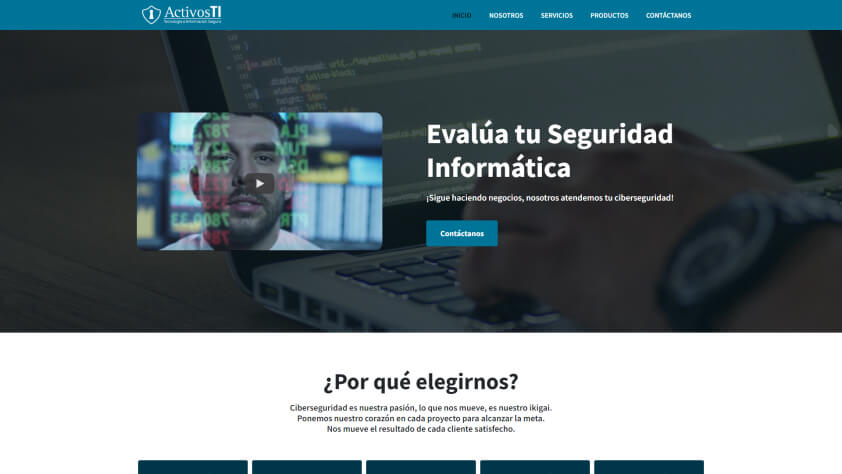 ActivosTI
Tecnología e Información Segura
INICIO
NOSOTROS
SERVICIOS
PRODUCTOS
CONTÁCTANOS
Evalúa tu Seguridad
Informática
¡Sigue haciendo negocios, nosotros atendemos tu ciberseguridad!
Contáctanos
¿Por qué elegirnos?
Ciberseguridad es nuestra pasión, lo que nos mueve, es nuestro ikigai.
Ponemos nuestro corazón en cada proyecto para alcanzar la meta.
Nos mueve el resultado de cada cliente satisfecho.